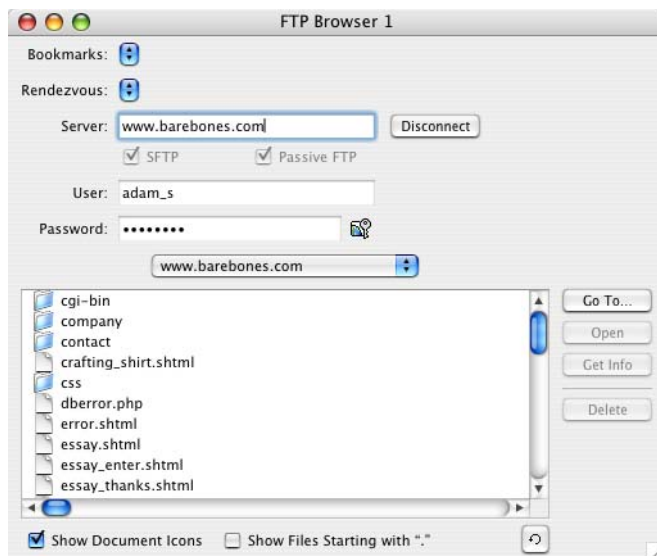 FTP Browser 1
Bookmarks:
Rendezvous:
Server: www.barebones.com Disconnect
SFTP Passive FTP
User: adam_s
Password: ••••••••
www.barebones.com
cgi-bin
company
contact
crafting_shirt.shtml
css
dberror.php
error.shtml
essay.shtml
essay_enter.shtml
essay_thanks.shtml
Go To...
Open
Get Info
Delete
Show Document Icons Show Files Starting with “.”